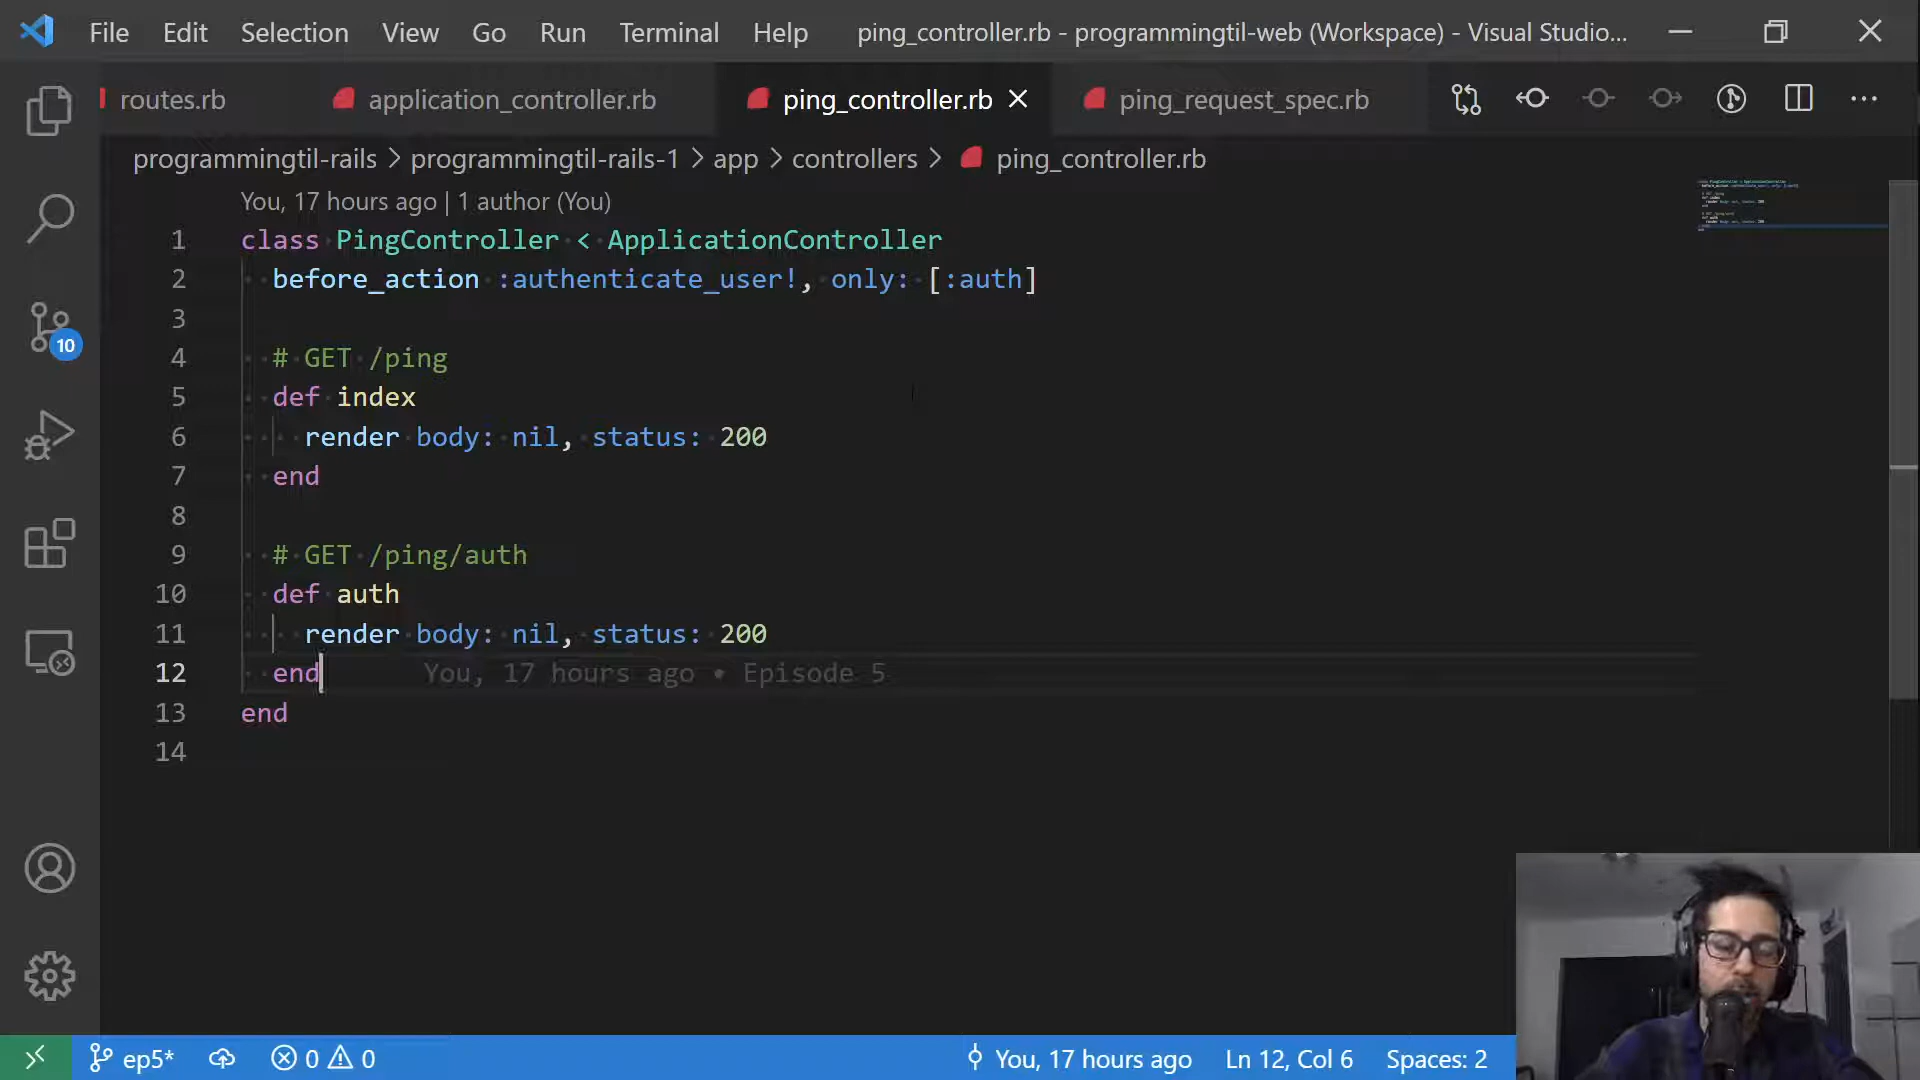 File Edit Selection View Go Run Terminal Help ping_controller.rb - programmingtil-web (Workspace) - Visual Studio...
routes.rb application_controller.rb ping_controller.rb ping_request_spec.rb
programmingtil-rails > programmingtil-rails-1 > app > controllers > ping_controller.rb
You, 17 hours ago | 1 author (You)
1 class PingController < ApplicationController
2 before_action :authenticate_user!, only: [:auth]
3
4 # GET /ping
5 def index
6 render body: nil, status: 200
7 end
8
9 # GET /ping/auth
10 def auth
11 render body: nil, status: 200
12 end You, 17 hours ago • Episode 5
13 end
14
10
ep5* 0 0 You, 17 hours ago Ln 12, Col 6 Spaces: 2